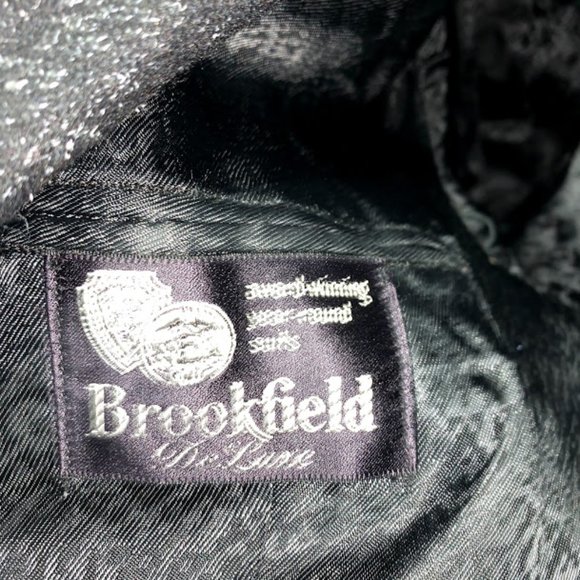 award-winning
year-round
suits
Brookfield
De Luxe